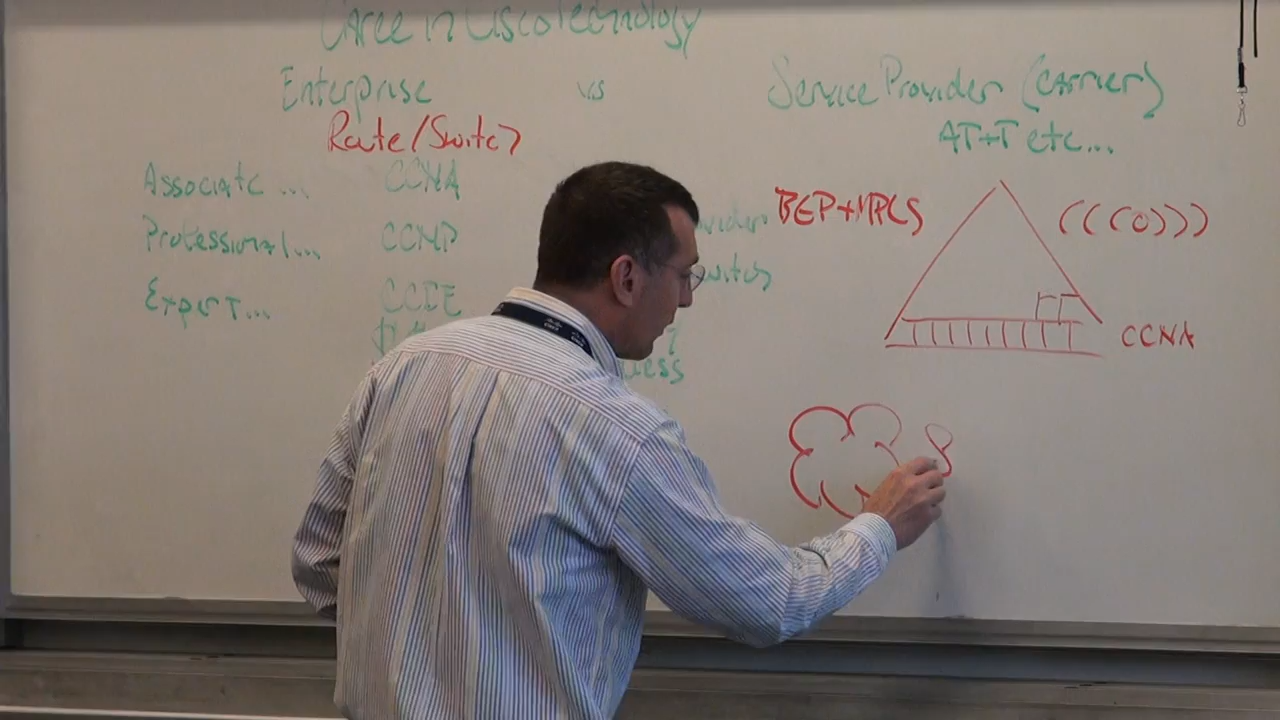 in Cisco Technology
Enterprise vs Service Provider (carrier)
Route/Switch AT+T etc...
Associate ... CCNA
Professional... CCNP
Expert... CCIE
BGP+MPLS
(((o)))
CCNA